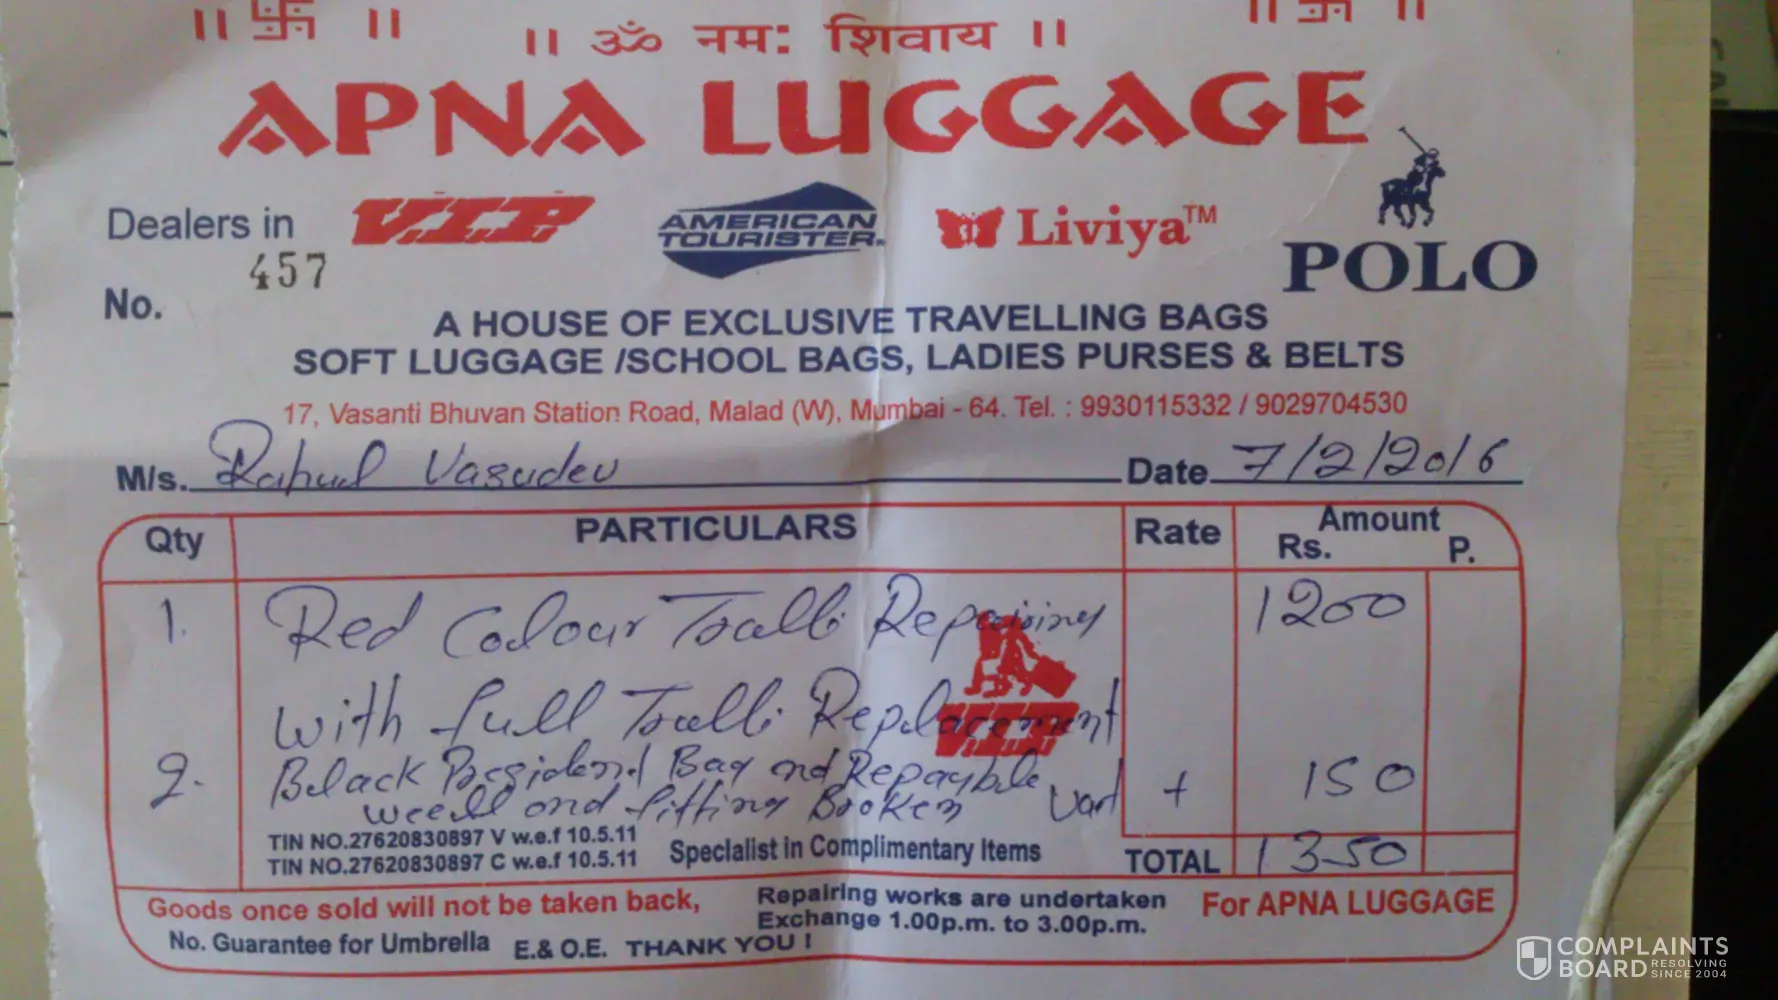 ॥ 卐 ॥ ॥ ॐ नमः शिवाय ॥ ॥ 卐 ॥
APNA LUGGAGE
Dealers in V.I.P. AMERICAN TOURISTER® Liviya™ POLO
No. 457
A HOUSE OF EXCLUSIVE TRAVELLING BAGS
SOFT LUGGAGE /SCHOOL BAGS, LADIES PURSES & BELTS
17, Vasanti Bhuvan Station Road, Malad (W), Mumbai - 64. Tel. : 9930115332 / 9029704530
M/s. Rahul Vasudev Date 7/2/2016
Qty PARTICULARS Rate Amount Rs. P.
1. Red Colour Tralli Repairing 1200
with full Tralli Replacement
V.I.P.
2. Black Bag and + 150
weell and fitting Broken
TIN NO.27620830897 V w.e.f 10.5.11
TIN NO.27620830897 C w.e.f 10.5.11 Specialist in Complimentary Items TOTAL 1350
Goods once sold will not be taken back, Repairing works are undertaken For APNA LUGGAGE
Exchange 1.00p.m. to 3.00p.m.
No. Guarantee for Umbrella E.& O.E. THANK YOU !
COMPLAINTS
BOARD RESOLVING SINCE 2004